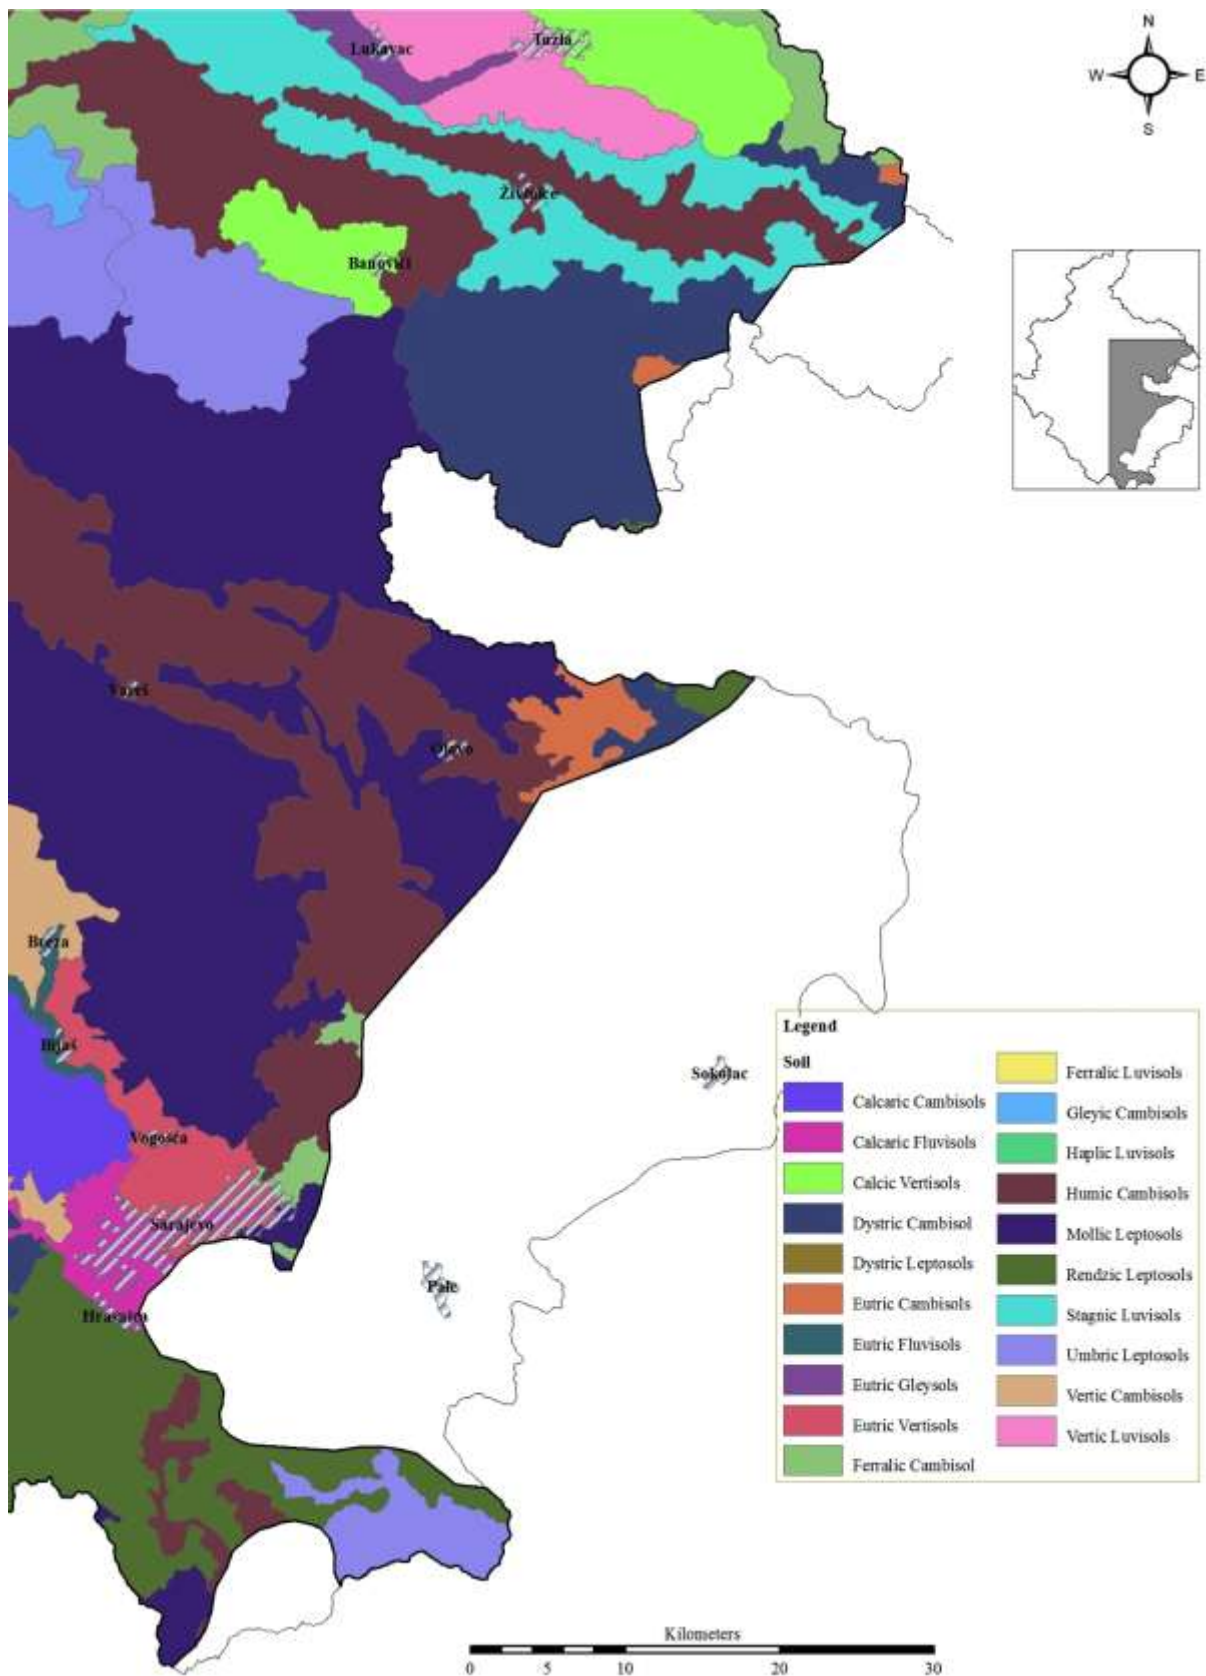 N
W E
S
Lukavac
Tuzla
Živinice
Banovići
Vareš
Olovo
Breza
Ilijaš
Vogošća
Sarajevo
Hrasnica
Sokolac
Pale
Legend
Soil
Calcaric Cambisols
Calcaric Fluvisols
Calcic Vertisols
Dystric Cambisol
Dystric Leptosols
Eutric Cambisols
Eutric Fluvisols
Eutric Gleysols
Eutric Vertisols
Ferralic Cambisol
Ferralic Luvisols
Gleyic Cambisols
Haplic Luvisols
Humic Cambisols
Mollic Leptosols
Rendzic Leptosols
Stagnic Luvisols
Umbric Leptosols
Vertic Cambisols
Vertic Luvisols
Kilometers
0 5 10 20 30